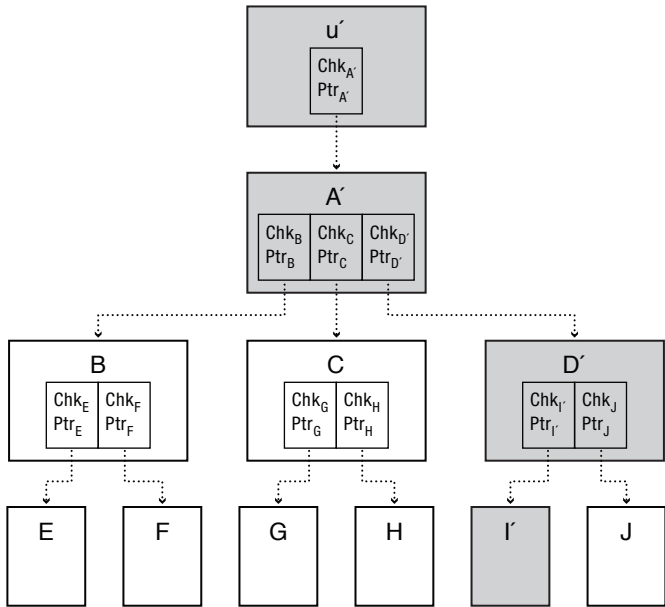 u´
Chk_A´
Ptr_A´
A´
Chk_B Chk_C Chk_D´
Ptr_B Ptr_C Ptr_D´
B C D´
Chk_E Chk_F Chk_G Chk_H Chk_I´ Chk_J
Ptr_E Ptr_F Ptr_G Ptr_H Ptr_I´ Ptr_J
E F G H I´ J